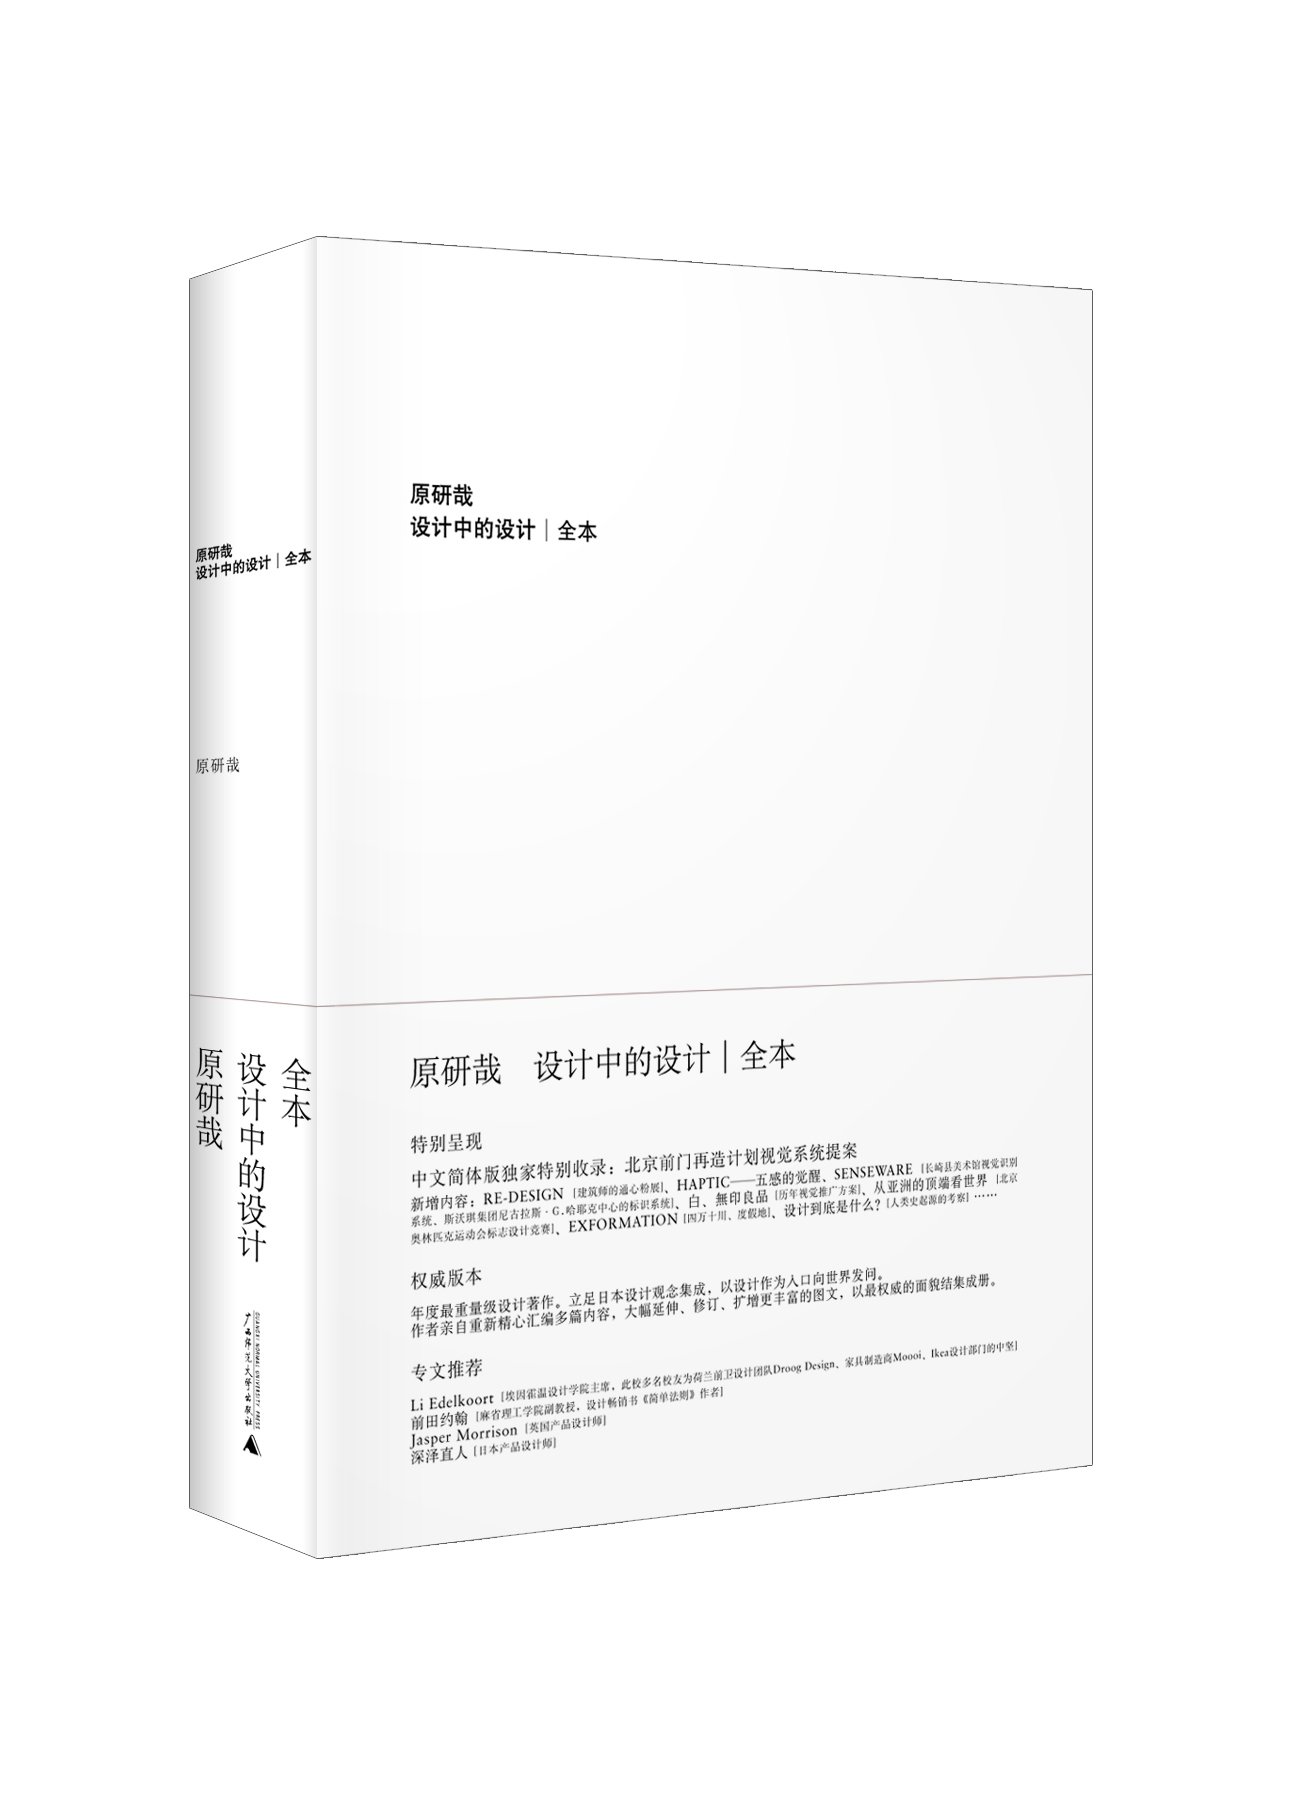 原研哉
设计中的设计｜全本
原研哉
全本
设计中的设计
原研哉
广西师范大学出版社
GUANGXI NORMAL UNIVERSITY PRESS
原研哉
设计中的设计｜全本
原研哉 设计中的设计｜全本
特别呈现
中文简体版独家特别收录：北京前门再造计划视觉系统提案
新增内容：RE-DESIGN [建筑师的通心粉展]、HAPTIC——五感的觉醒、SENSEWARE [长崎县美术馆视觉识别
系统、斯沃琪集团尼古拉斯·G.哈耶克中心的标识系统]、白、無印良品 [历年视觉推广方案]、从亚洲的顶端看世界 [北京
奥林匹克运动会标志设计竞赛]、EXFORMATION [四万十川、度假地]、设计到底是什么？[人类史起源的考察] ……
权威版本
年度最重量级设计著作。立足日本设计观念集成，以设计作为入口向世界发问。
作者亲自重新精心汇编多篇内容，大幅延伸、修订、扩增更丰富的图文，以最权威的面貌结集成册。
专文推荐
Li Edelkoort [埃因霍温设计学院主席，此校多名校友为荷兰前卫设计团队Droog Design、家具制造商Moooi、Ikea设计部门的中坚]
前田约翰 [麻省理工学院副教授，设计畅销书《简单法则》作者]
Jasper Morrison [英国产品设计师]
深泽直人 [日本产品设计师]